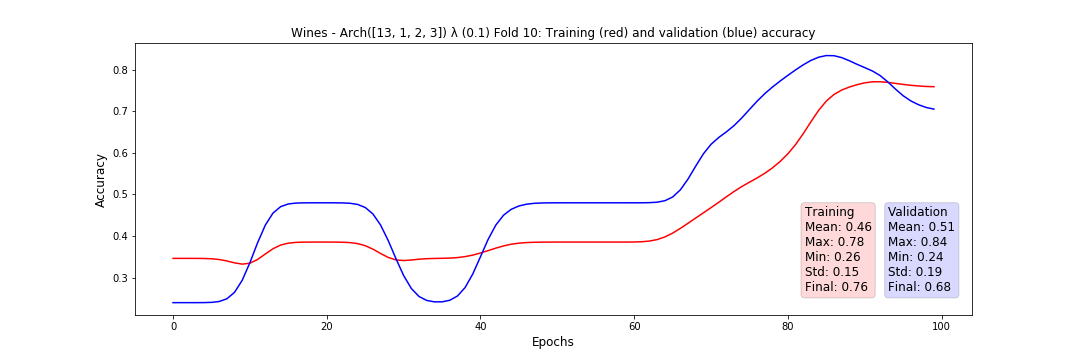 Wines - Arch([13, 1, 2, 3]) λ (0.1) Fold 10: Training (red) and validation (blue) accuracy
Accuracy
0.8
0.7
0.6
0.5
0.4
0.3
Training
Mean: 0.46
Max: 0.78
Min: 0.26
Std: 0.15
Final: 0.76
Validation
Mean: 0.51
Max: 0.84
Min: 0.24
Std: 0.19
Final: 0.68
0 20 40 60 80 100
Epochs